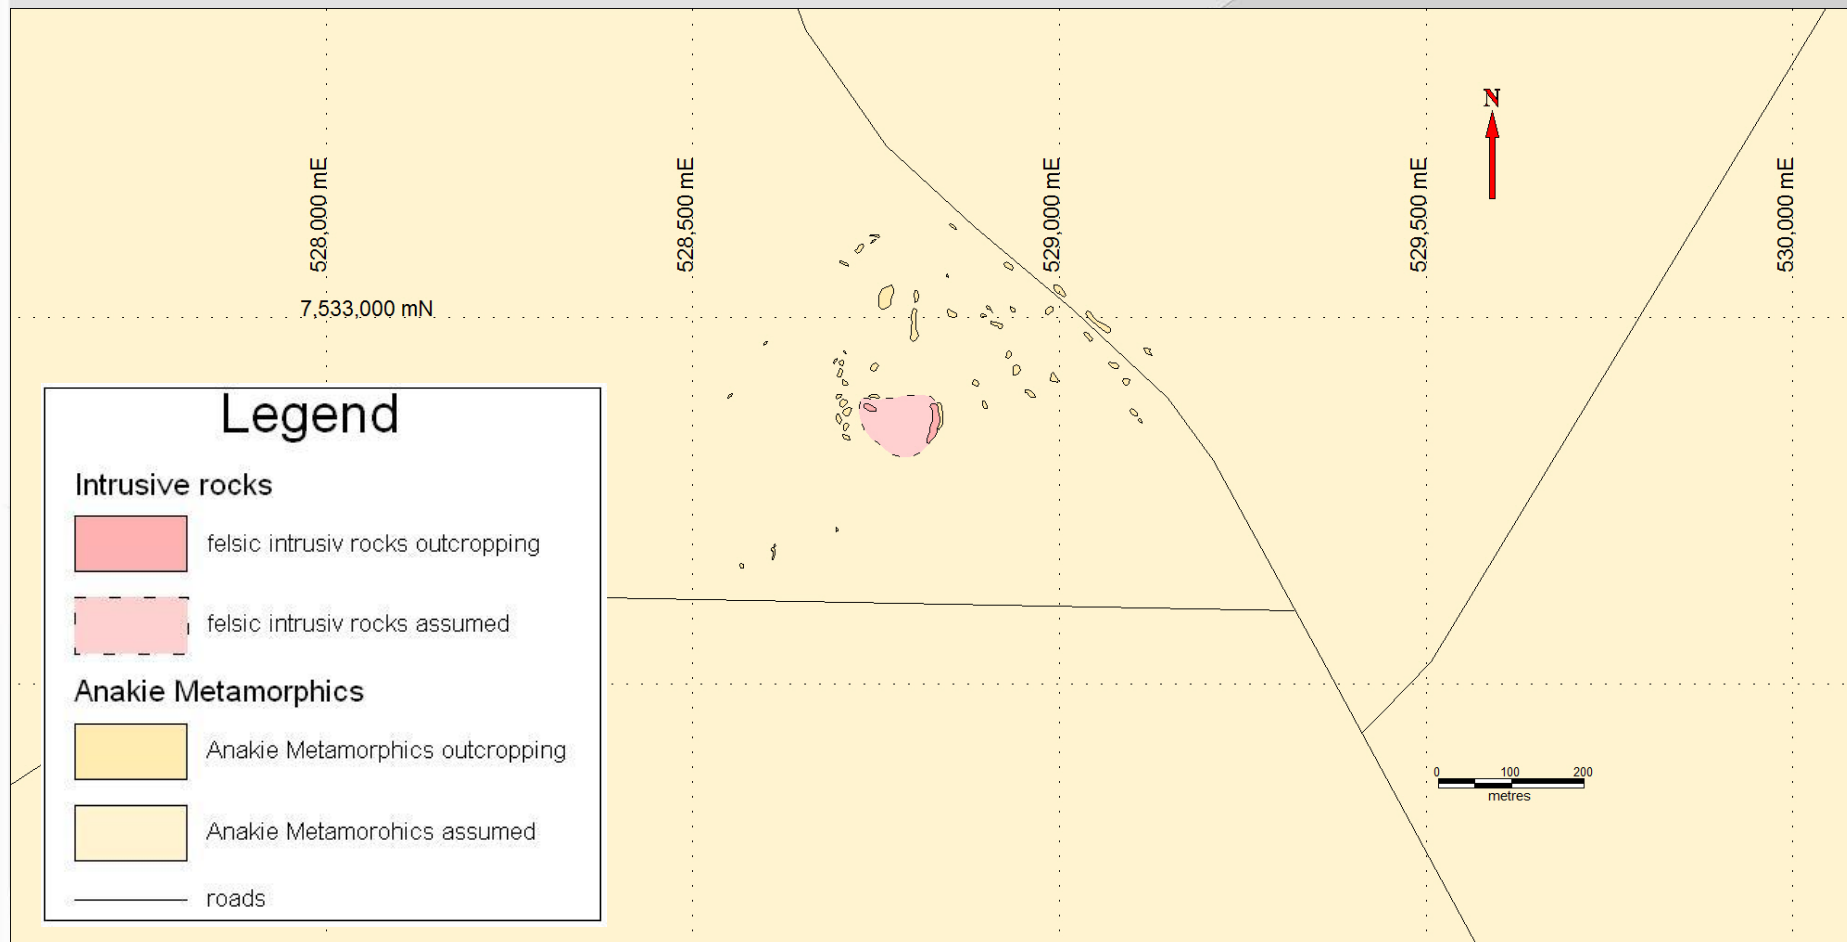 N
528,000 mE
528,500 mE
529,000 mE
529,500 mE
530,000 mE
7,533,000 mN
Legend
Intrusive rocks
felsic intrusiv rocks outcropping
felsic intrusiv rocks assumed
Anakie Metamorphics
Anakie Metamorphics outcropping
Anakie Metamorohics assumed
roads
0 100 200
metres